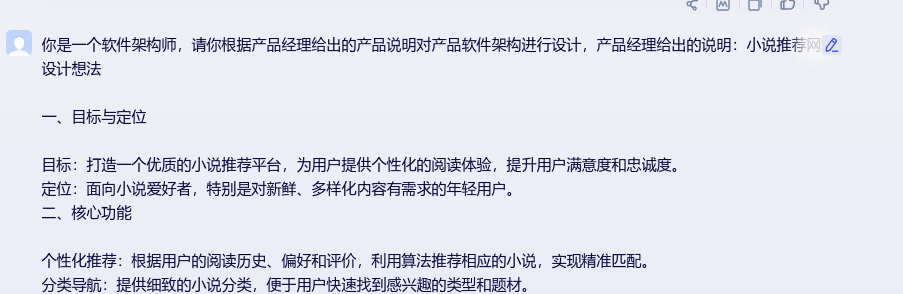 你是一个软件架构师，请你根据产品经理给出的产品说明对产品软件架构进行设计，产品经理给出的说明：小说推荐网
设计想法
一、目标与定位
目标：打造一个优质的小说推荐平台，为用户提供个性化的阅读体验，提升用户满意度和忠诚度。
定位：面向小说爱好者，特别是对新鲜、多样化内容有需求的年轻用户。
二、核心功能
个性化推荐：根据用户的阅读历史、偏好和评价，利用算法推荐相应的小说，实现精准匹配。
分类导航：提供细致的小说分类，便于用户快速找到感兴趣的类型和题材。